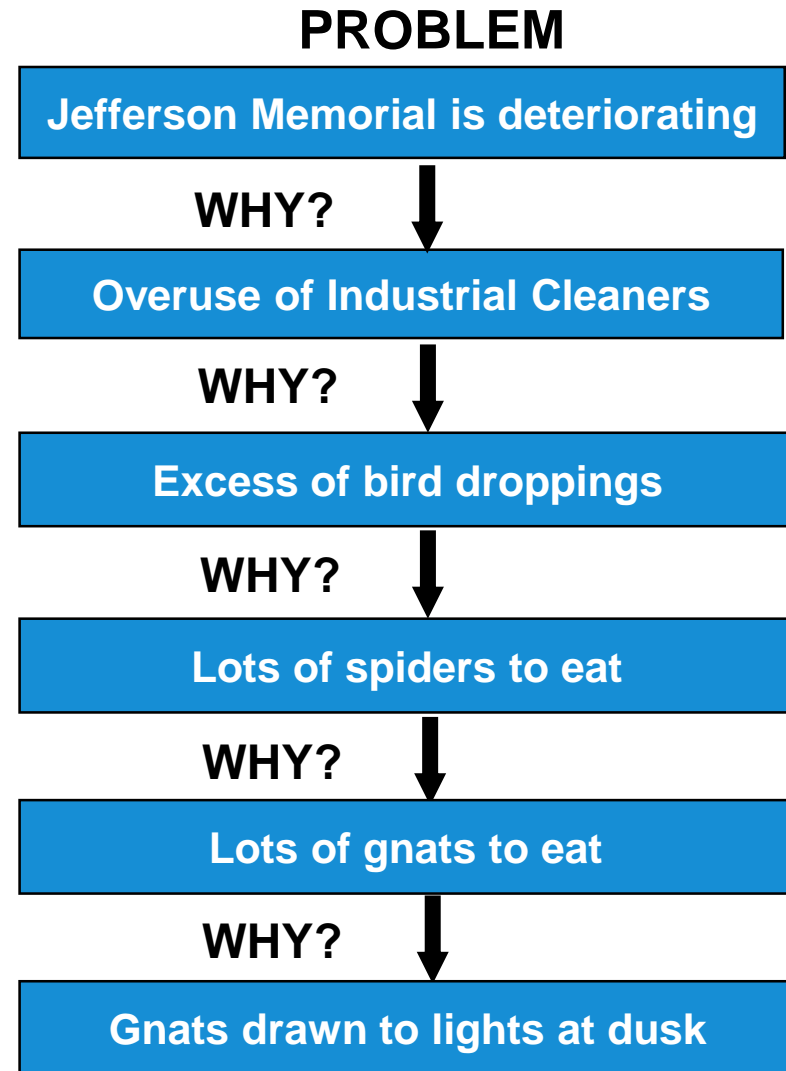 PROBLEM
Jefferson Memorial is deteriorating
WHY?
Overuse of Industrial Cleaners
WHY?
Excess of bird droppings
WHY?
Lots of spiders to eat
WHY?
Lots of gnats to eat
WHY?
Gnats drawn to lights at dusk